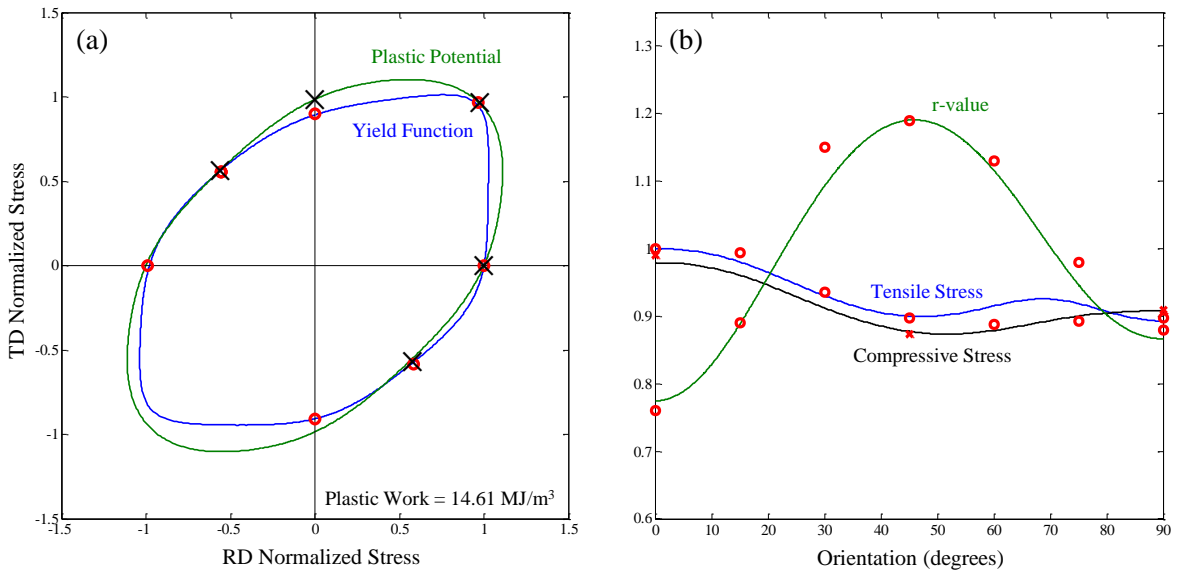 (a)
Plastic Potential
Yield Function
Plastic Work = 14.61 MJ/m³
1.5
1
0.5
0
-0.5
-1
-1.5
-1.5
-1
-0.5
0
0.5
1
1.5
TD Normalized Stress
RD Normalized Stress
(b)
r-value
Tensile Stress
Compressive Stress
1.3
1.2
1.1
1
0.9
0.8
0.7
0.6
0
10
20
30
40
50
60
70
80
90
Orientation (degrees)